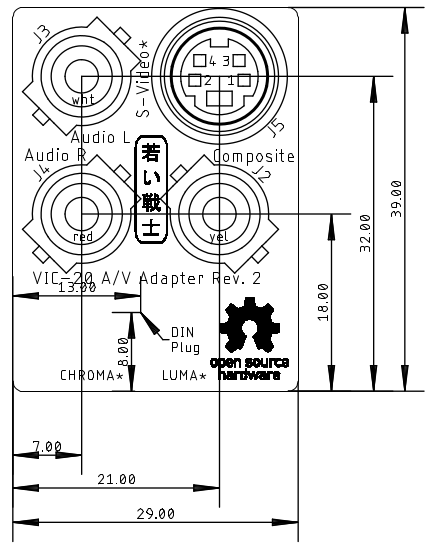 J3
wht
S-Video*
4 3
2 1
J5
Audio L
Audio R
Composite
J4
J2
若い戦士
red
yel
VIC-20 A/V Adapter Rev. 2
13.00
8.00
DIN
Plug
open source
hardware
CHROMA*
LUMA*
18.00
32.00
39.00
7.00
21.00
29.00